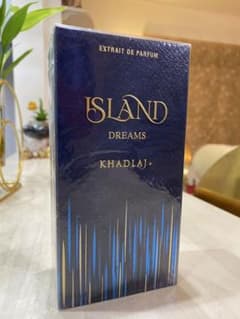 EXTRAIT DE PARFUM
ISLAND
DREAMS
KHADLAJ